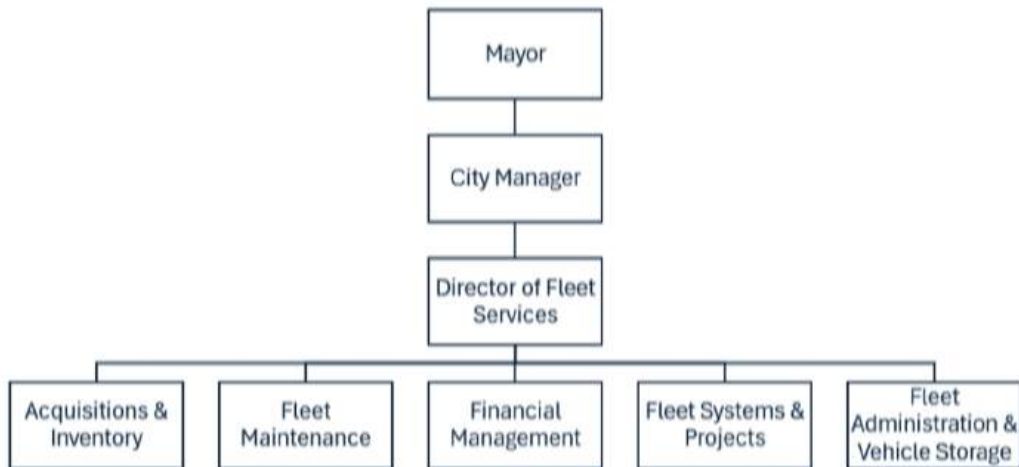 Mayor
City Manager
Director of Fleet
Services
Acquisitions &
Inventory
Fleet
Maintenance
Financial
Management
Fleet Systems &
Projects
Fleet
Administration &
Vehicle Storage